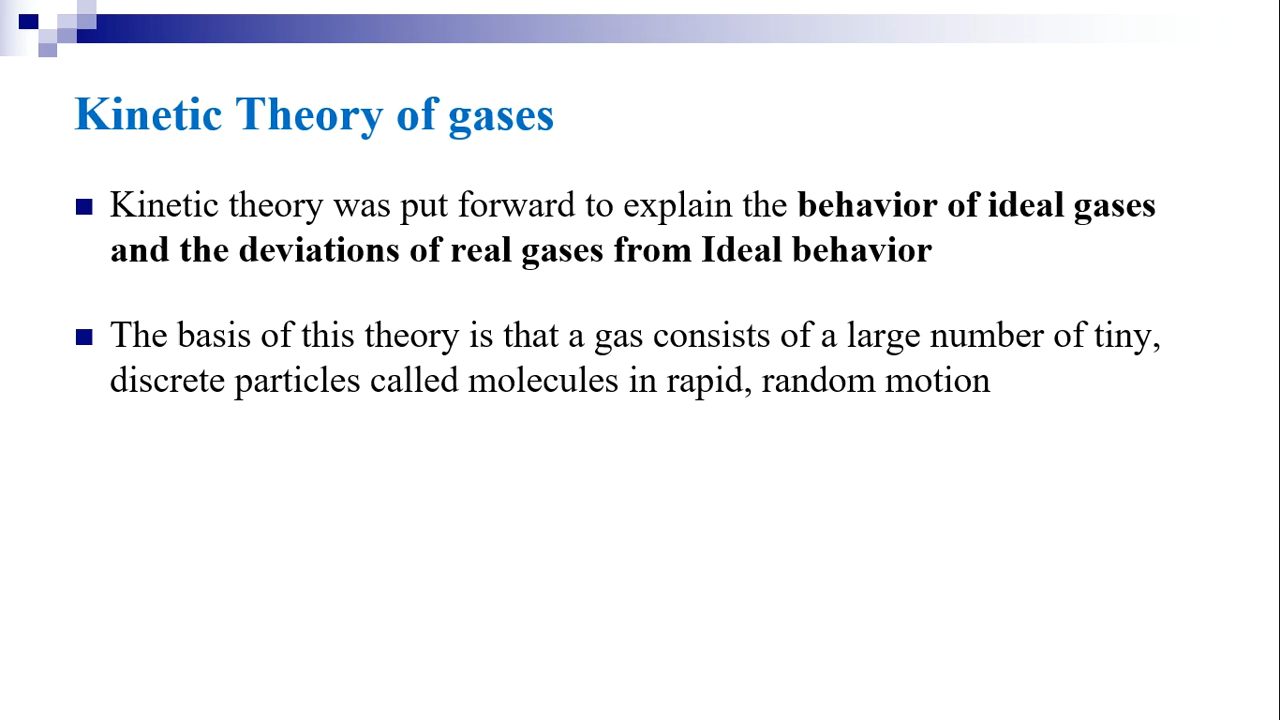 Kinetic Theory of gases
Kinetic theory was put forward to explain the behavior of ideal gases
and the deviations of real gases from Ideal behavior
The basis of this theory is that a gas consists of a large number of tiny,
discrete particles called molecules in rapid, random motion